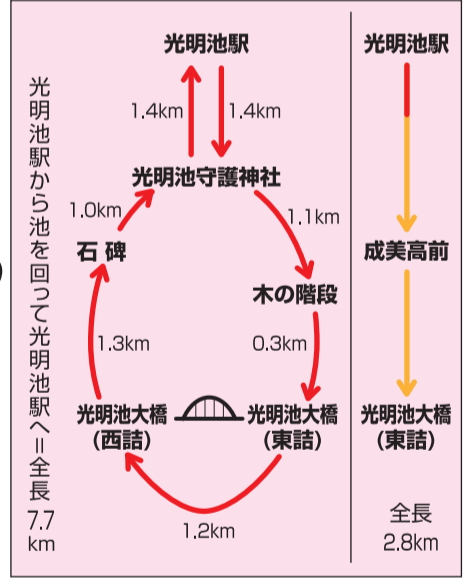 光明池駅から池を回って光明池駅へ=全長7.7km
光明池駅
1.4km
1.4km
光明池守護神社
1.0km
1.1km
石碑
木の階段
1.3km
0.3km
光明池大橋
(西詰)
光明池大橋
(東詰)
1.2km
光明池駅
成美高前
光明池大橋
(東詰)
全長
2.8km